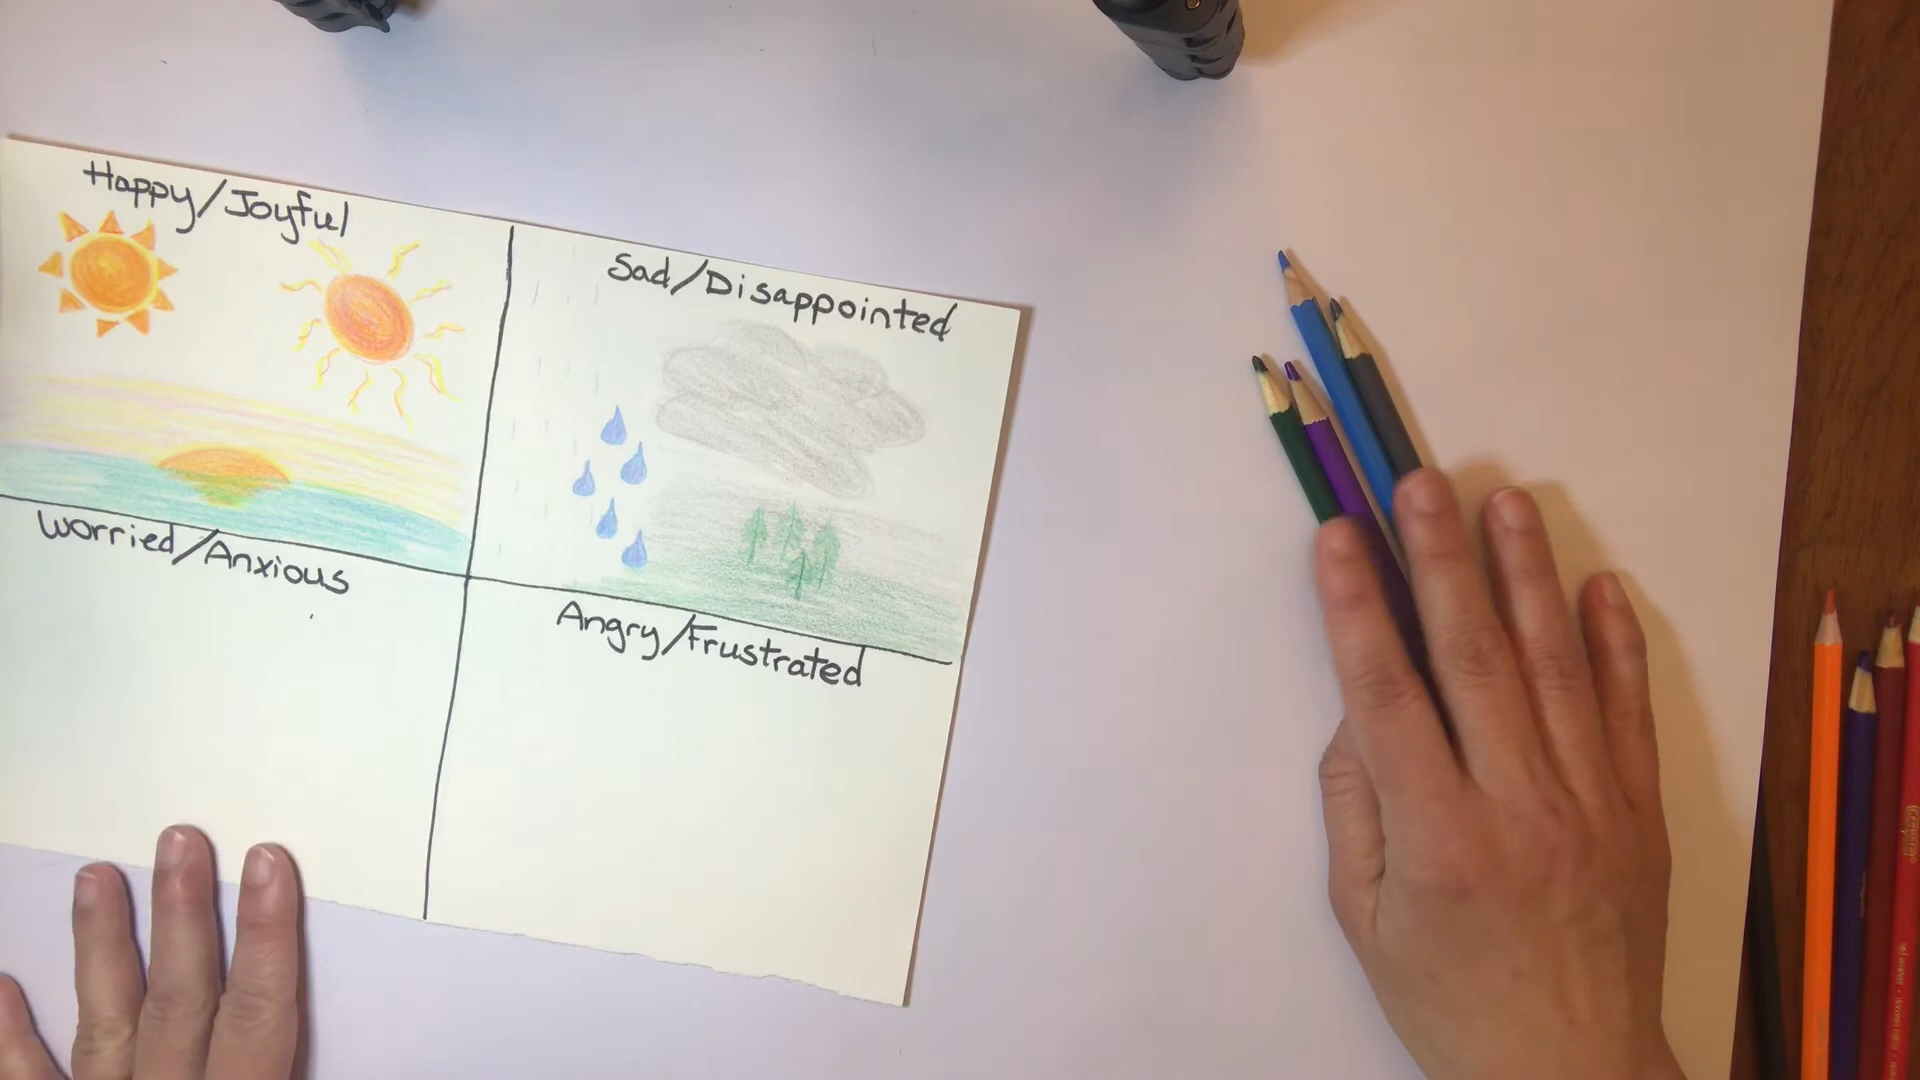 Happy/Joyful
Sad/Disappointed
Worried/Anxious
Angry/Frustrated